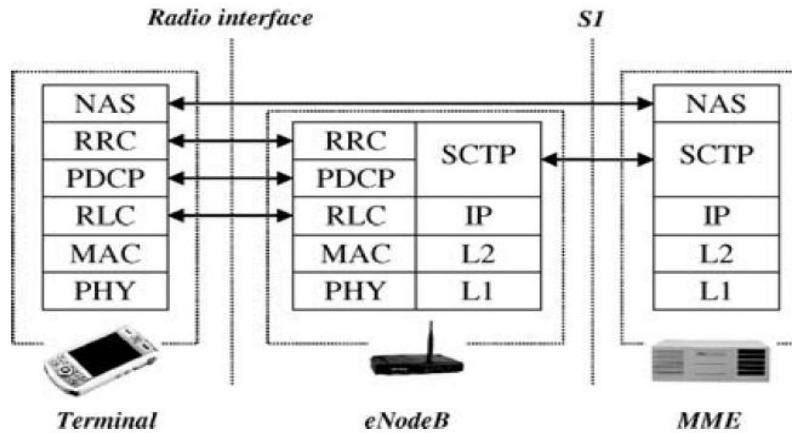 Radio interface
S1
NAS
NAS
RRC
RRC
SCTP
SCTP
PDCP
PDCP
RLC
RLC
IP
IP
MAC
MAC
L2
L2
PHY
PHY
L1
L1
Terminal
eNodeB
MME